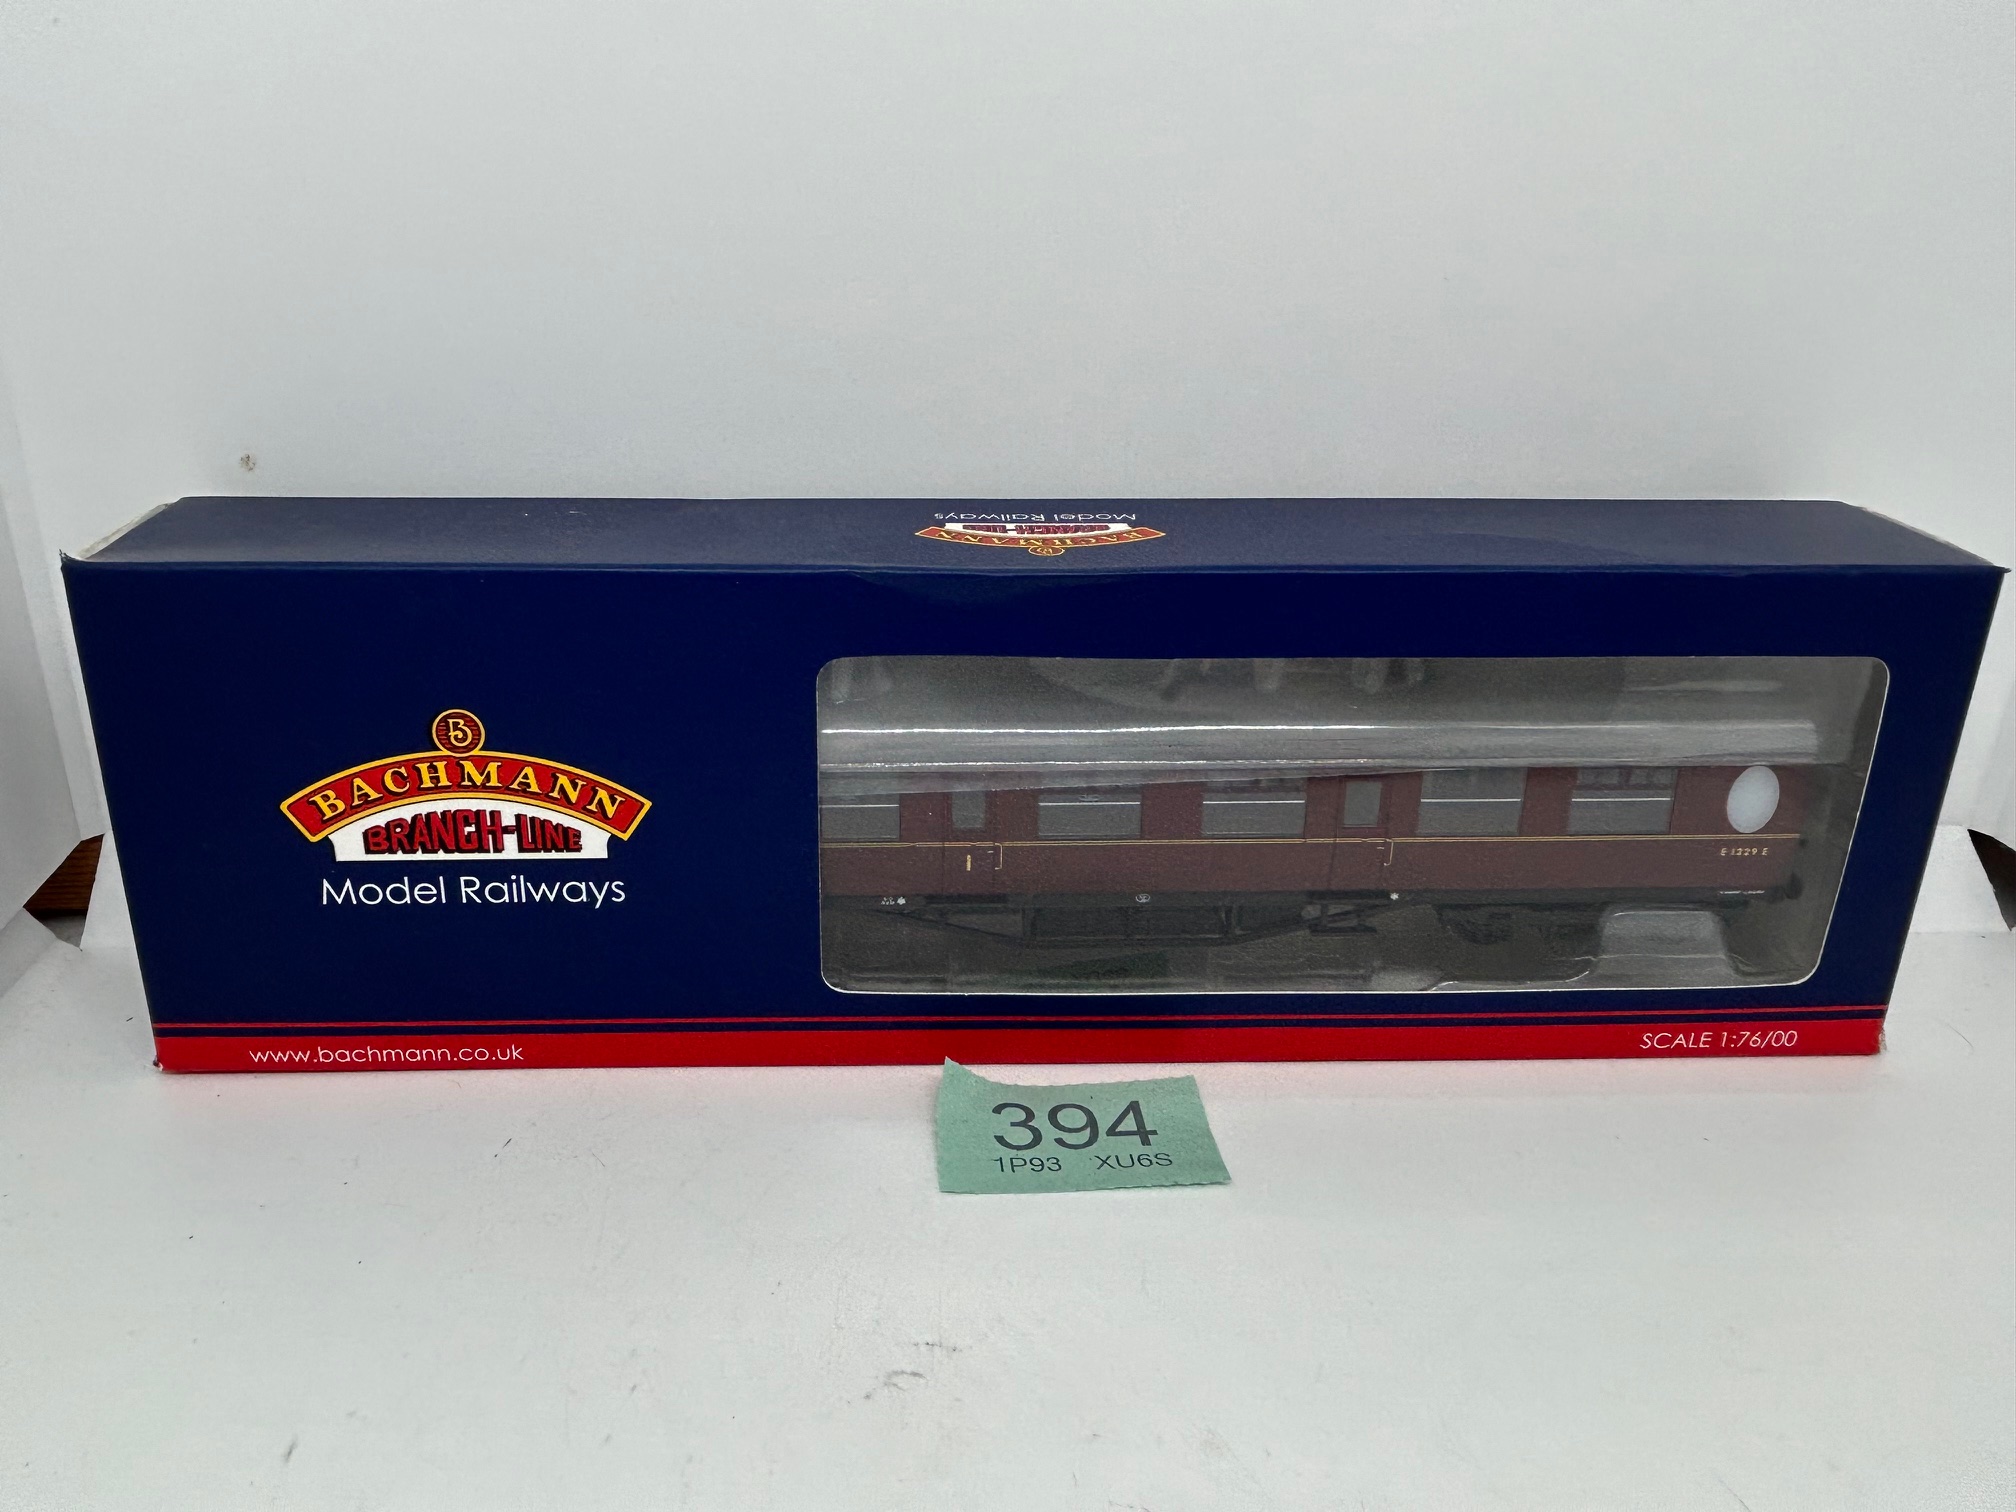 Model Railways
BRANCH-LINE
BACHMANN
B
B
BACHMANN
BRANCH-LINE
Model Railways
1
E 1229 E
www.bachmann.co.uk
SCALE 1:76/00
394
1P93 XU6S